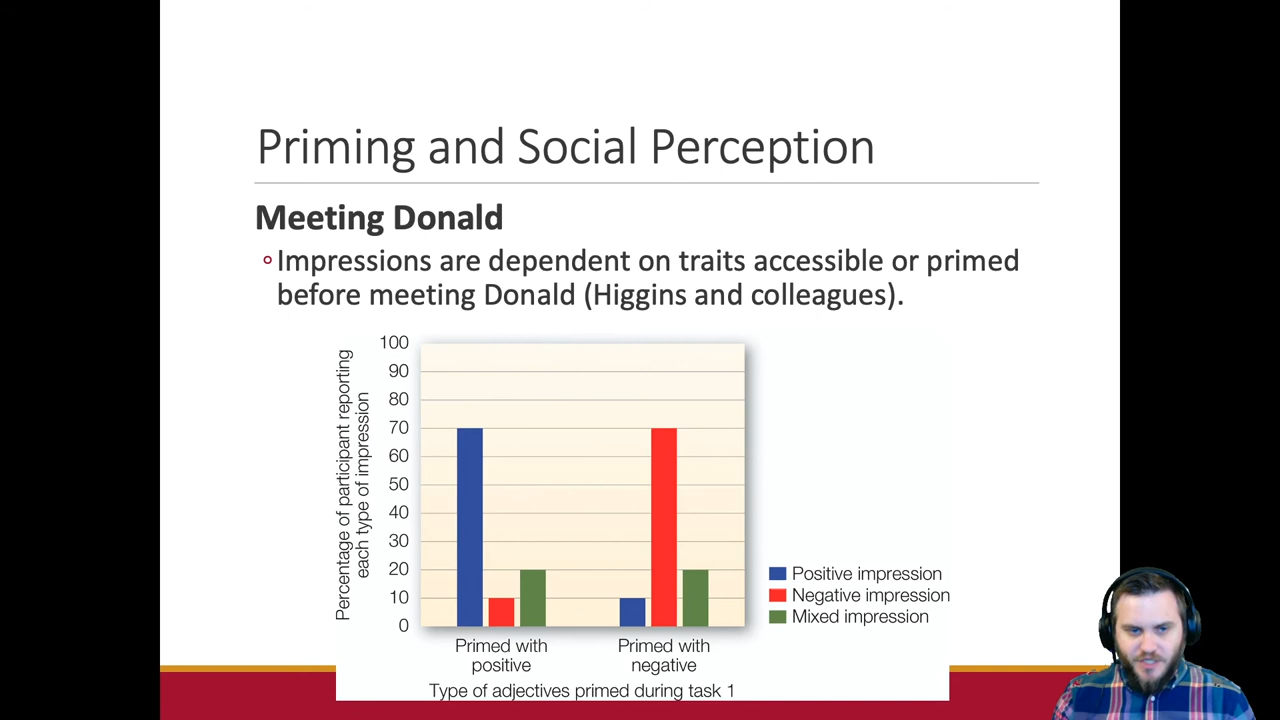 Priming and Social Perception
Meeting Donald
Impressions are dependent on traits accessible or primed
before meeting Donald (Higgins and colleagues).
Percentage of participant reporting
each type of impression
100
90
80
70
60
50
40
30
20
10
0
Primed with
positive
Primed with
negative
Type of adjectives primed during task 1
Positive impression
Negative impression
Mixed impression